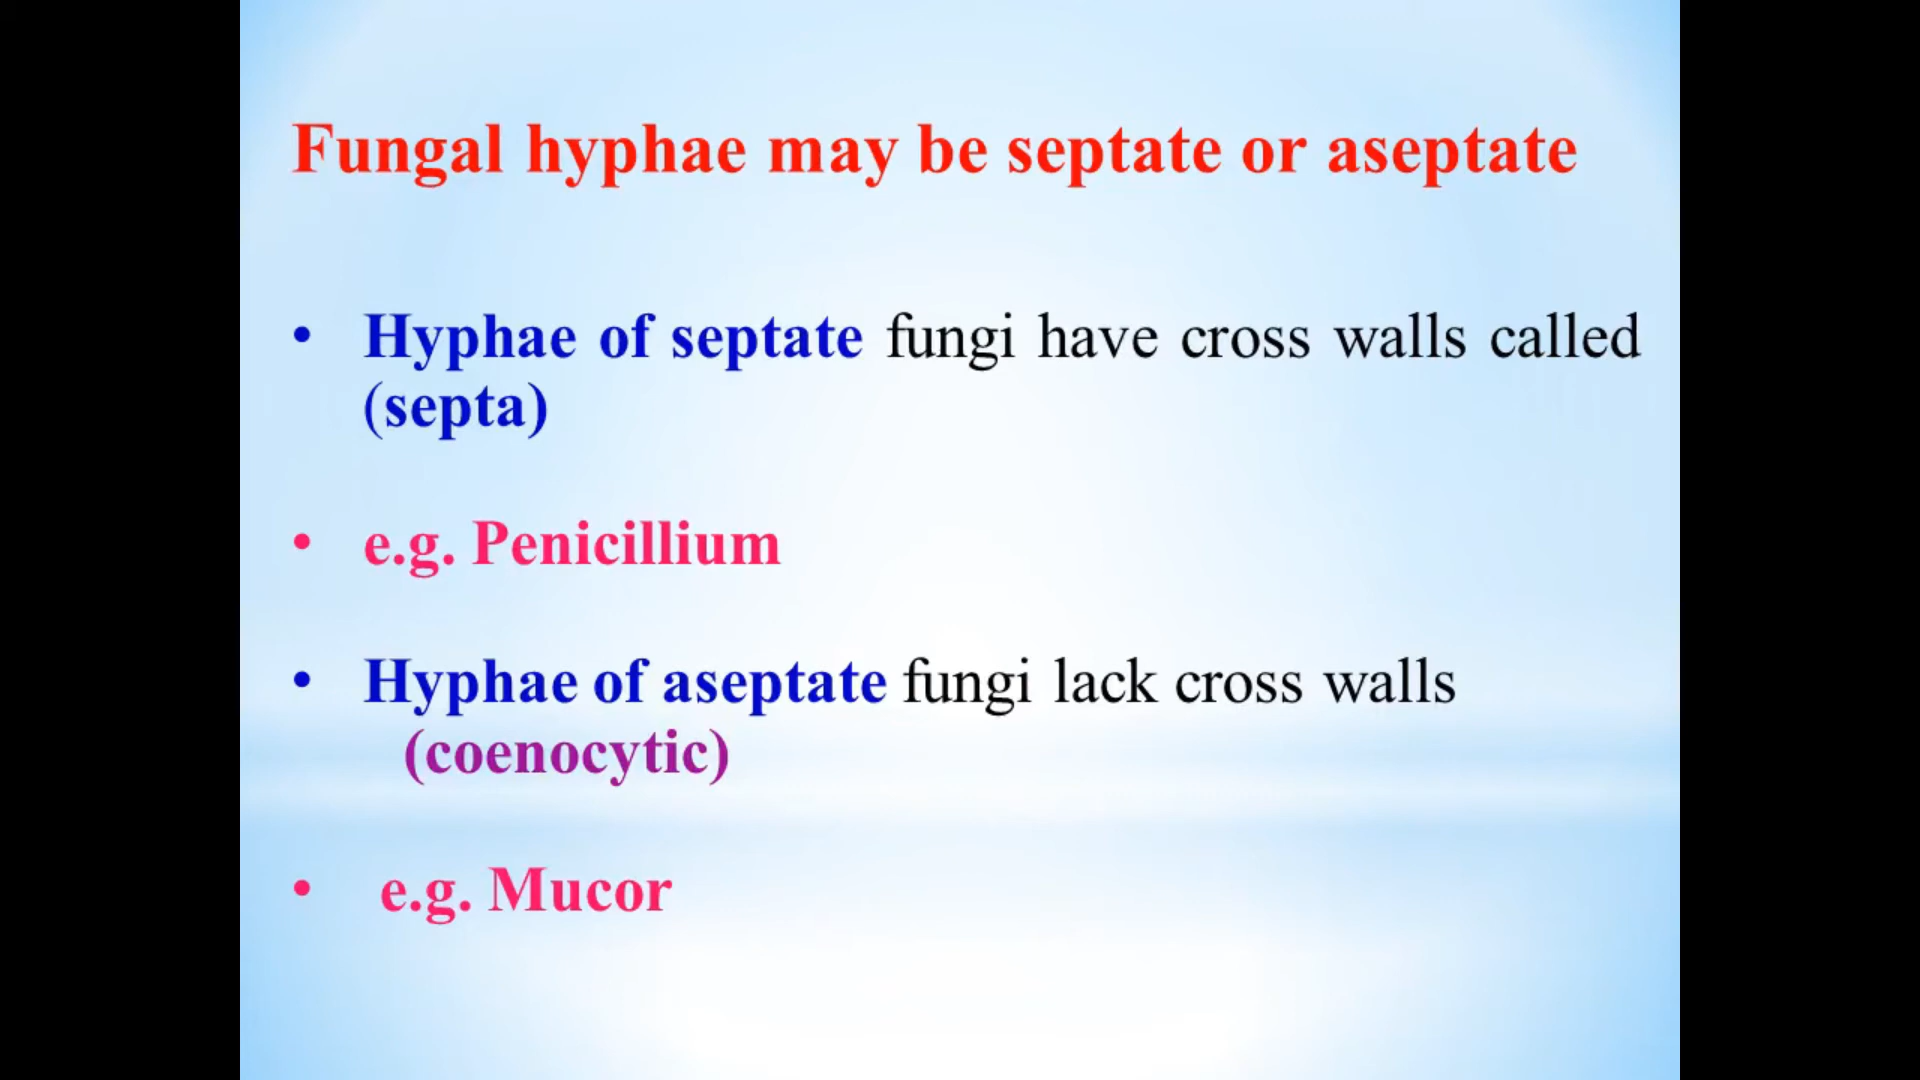 Fungal hyphae may be septate or aseptate
• Hyphae of septate fungi have cross walls called
(septa)
• e.g. Penicillium
• Hyphae of aseptate fungi lack cross walls
(coenocytic)
• e.g. Mucor